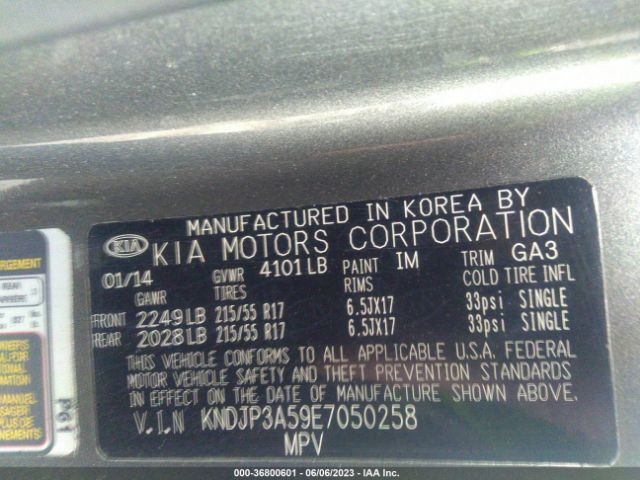 MANUFACTURED IN KOREA BY
KIA KIA MOTORS CORPORATION
01/14 GVWR 4101 LB PAINT IM TRIM GA3
GAWR TIRES RIMS COLD TIRE INFL
FRONT 2249 LB 215/55 R17 6.5JX17 33psi SINGLE
REAR 2028 LB 215/55 R17 6.5JX17 33psi SINGLE
THIS VEHICLE CONFORMS TO ALL APPLICABLE U.S.A. FEDERAL
MOTOR VEHICLE SAFETY AND THEFT PREVENTION STANDARDS
IN EFFECT ON THE DATE OF MANUFACTURE SHOWN ABOVE.
V.I.N KNDJP3A59E7050258
MPV
REAR
PG1
000-36800601 - 06/06/2023 - IAA Inc.